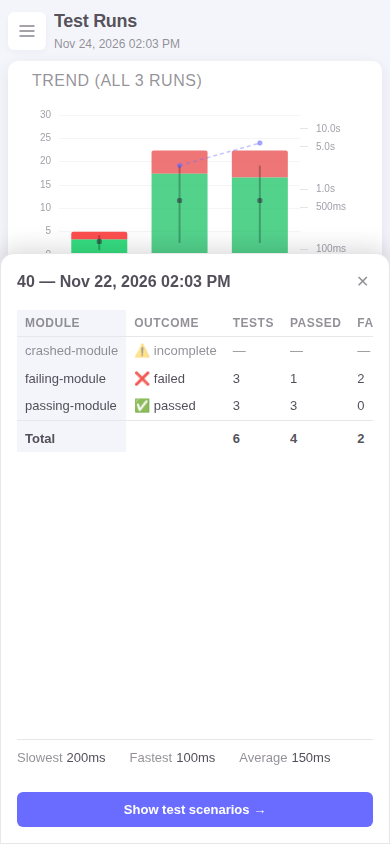 Test Runs
Nov 24, 2026 02:03 PM
TREND (ALL 3 RUNS)
30
25
20
15
10
5
0
10.0s
5.0s
1.0s
500ms
100ms
40 — Nov 22, 2026 02:03 PM ✕
MODULE OUTCOME TESTS PASSED FA
crashed-module ⚠️ incomplete — — —
failing-module ❌ failed 3 1 2
passing-module ✅ passed 3 3 0
Total 6 4 2
Slowest 200ms Fastest 100ms Average 150ms
Show test scenarios →